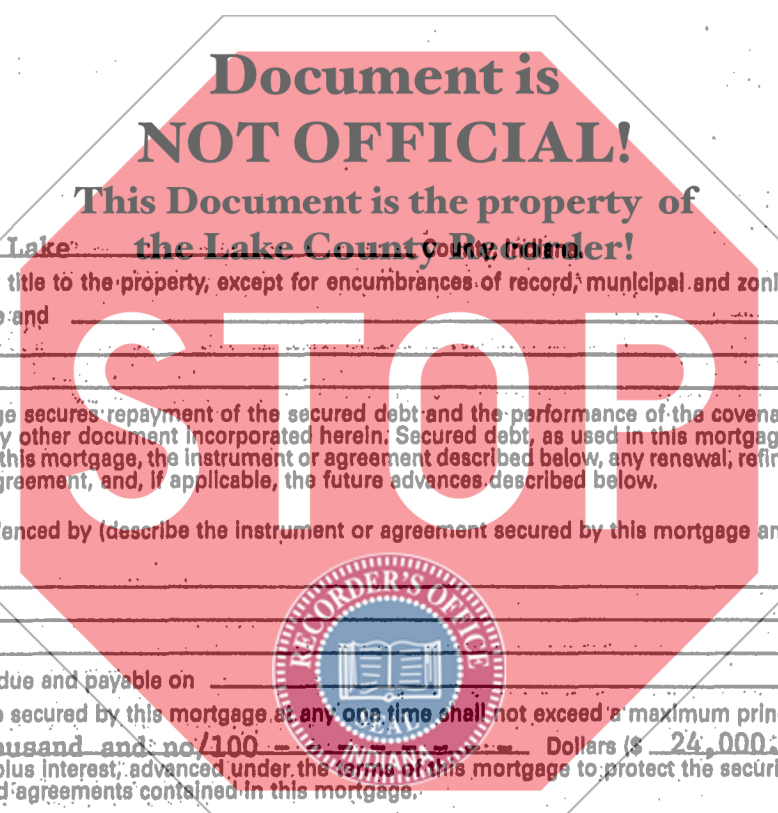 Document is
NOT OFFICIAL!
This Document is the property of
the Lake County Recorder!
Lake County, Indiana.
title to the property, except for encumbrances of record, municipal and zoni
and
STOP
ge secures repayment of the secured debt and the performance of the covena
y other document incorporated herein. Secured debt, as used in this mortgag
this mortgage, the instrument or agreement described below, any renewal, refin
greement, and, if applicable, the future advances described below.
enced by (describe the instrument or agreement secured by this mortgage an
RECORDER'S OFFICE
SEAL
INDIANA
due and payable on
secured by this mortgage at any one time shall not exceed a maximum prin
ousand and no/100 - - - - - - - Dollars ($ 24,000.
plus interest, advanced under the terms of this mortgage to protect the securi
d agreements contained in this mortgage.